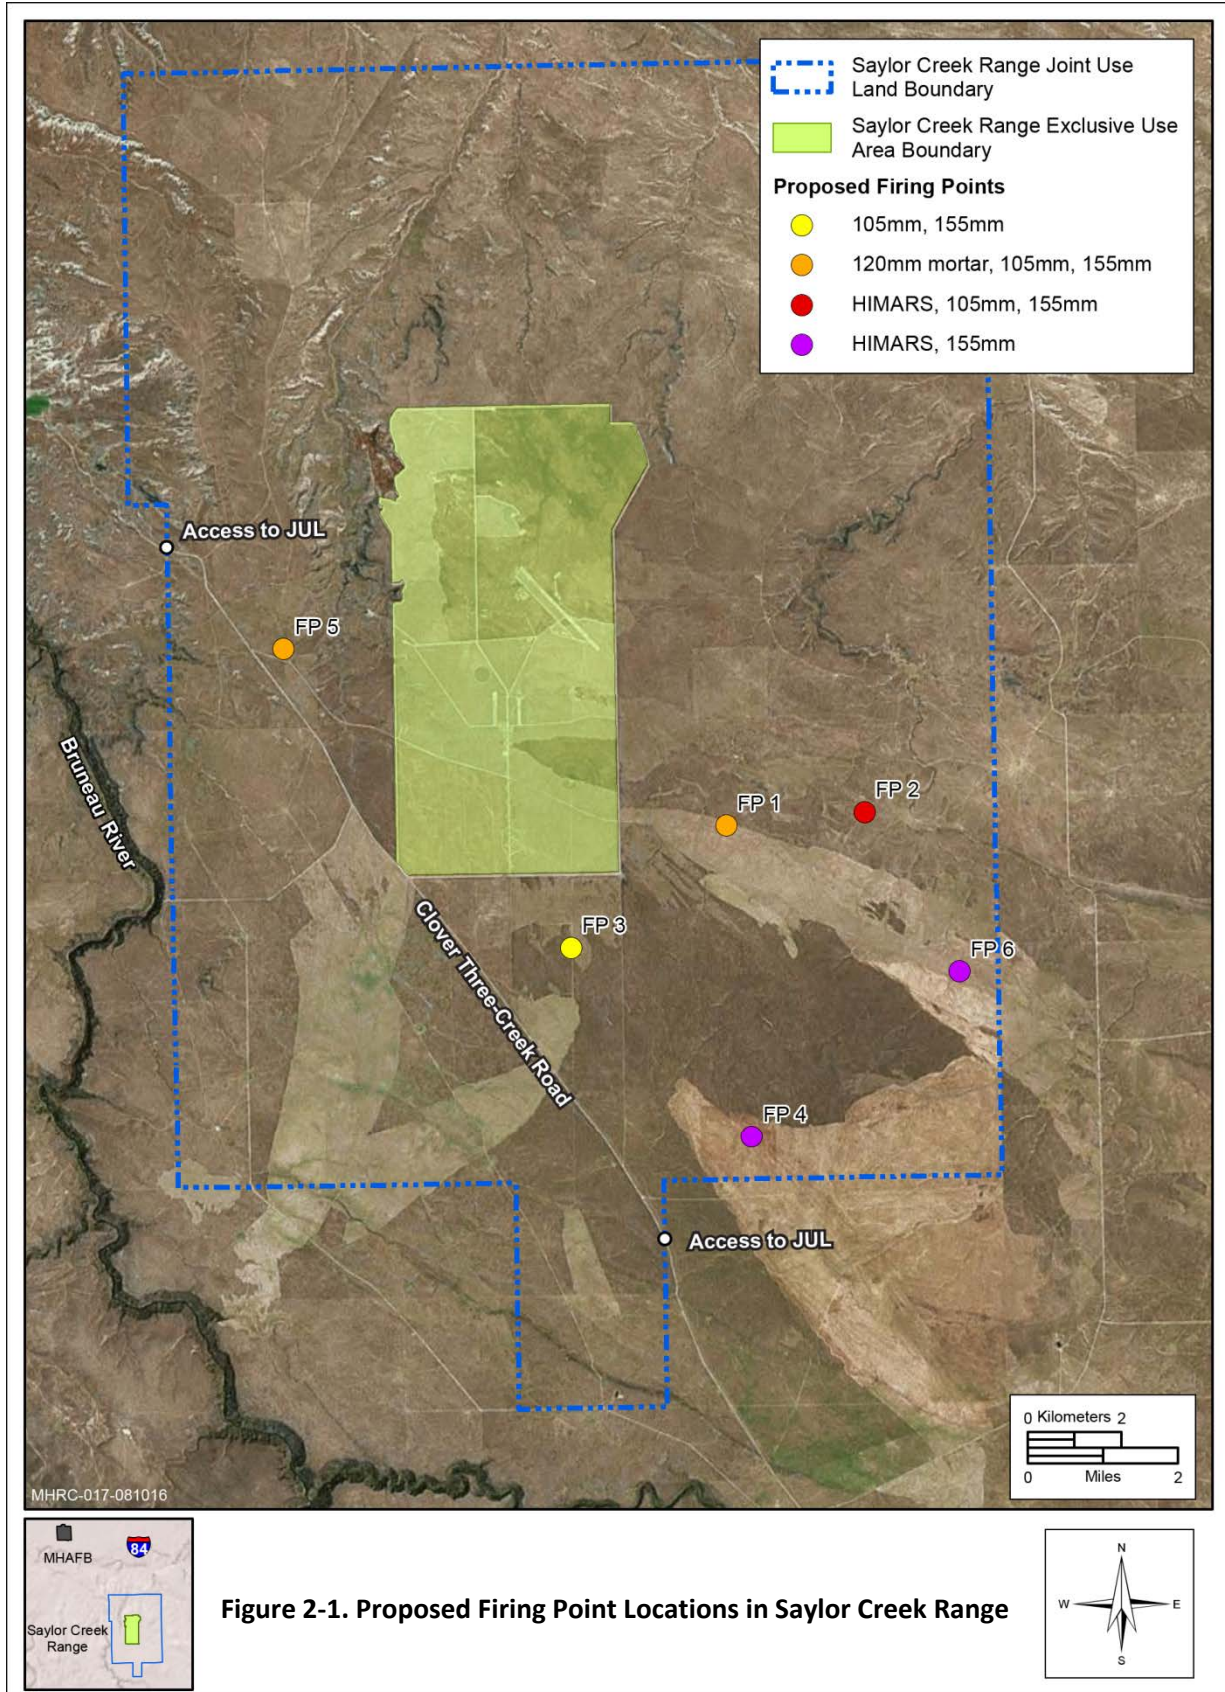 Saylor Creek Range Joint Use
Land Boundary
Saylor Creek Range Exclusive Use
Area Boundary
Proposed Firing Points
105mm, 155mm
120mm mortar, 105mm, 155mm
HIMARS, 105mm, 155mm
HIMARS, 155mm
Access to JUL
FP 5
Bruneau River
FP 1
FP 2
Clover Three-Creek Road
FP 3
FP 6
FP 4
Access to JUL
0 Kilometers 2
0 Miles 2
MHRC-017-081016
MHAFB
84
Saylor Creek
Range
Figure 2-1. Proposed Firing Point Locations in Saylor Creek Range
N
W E
S